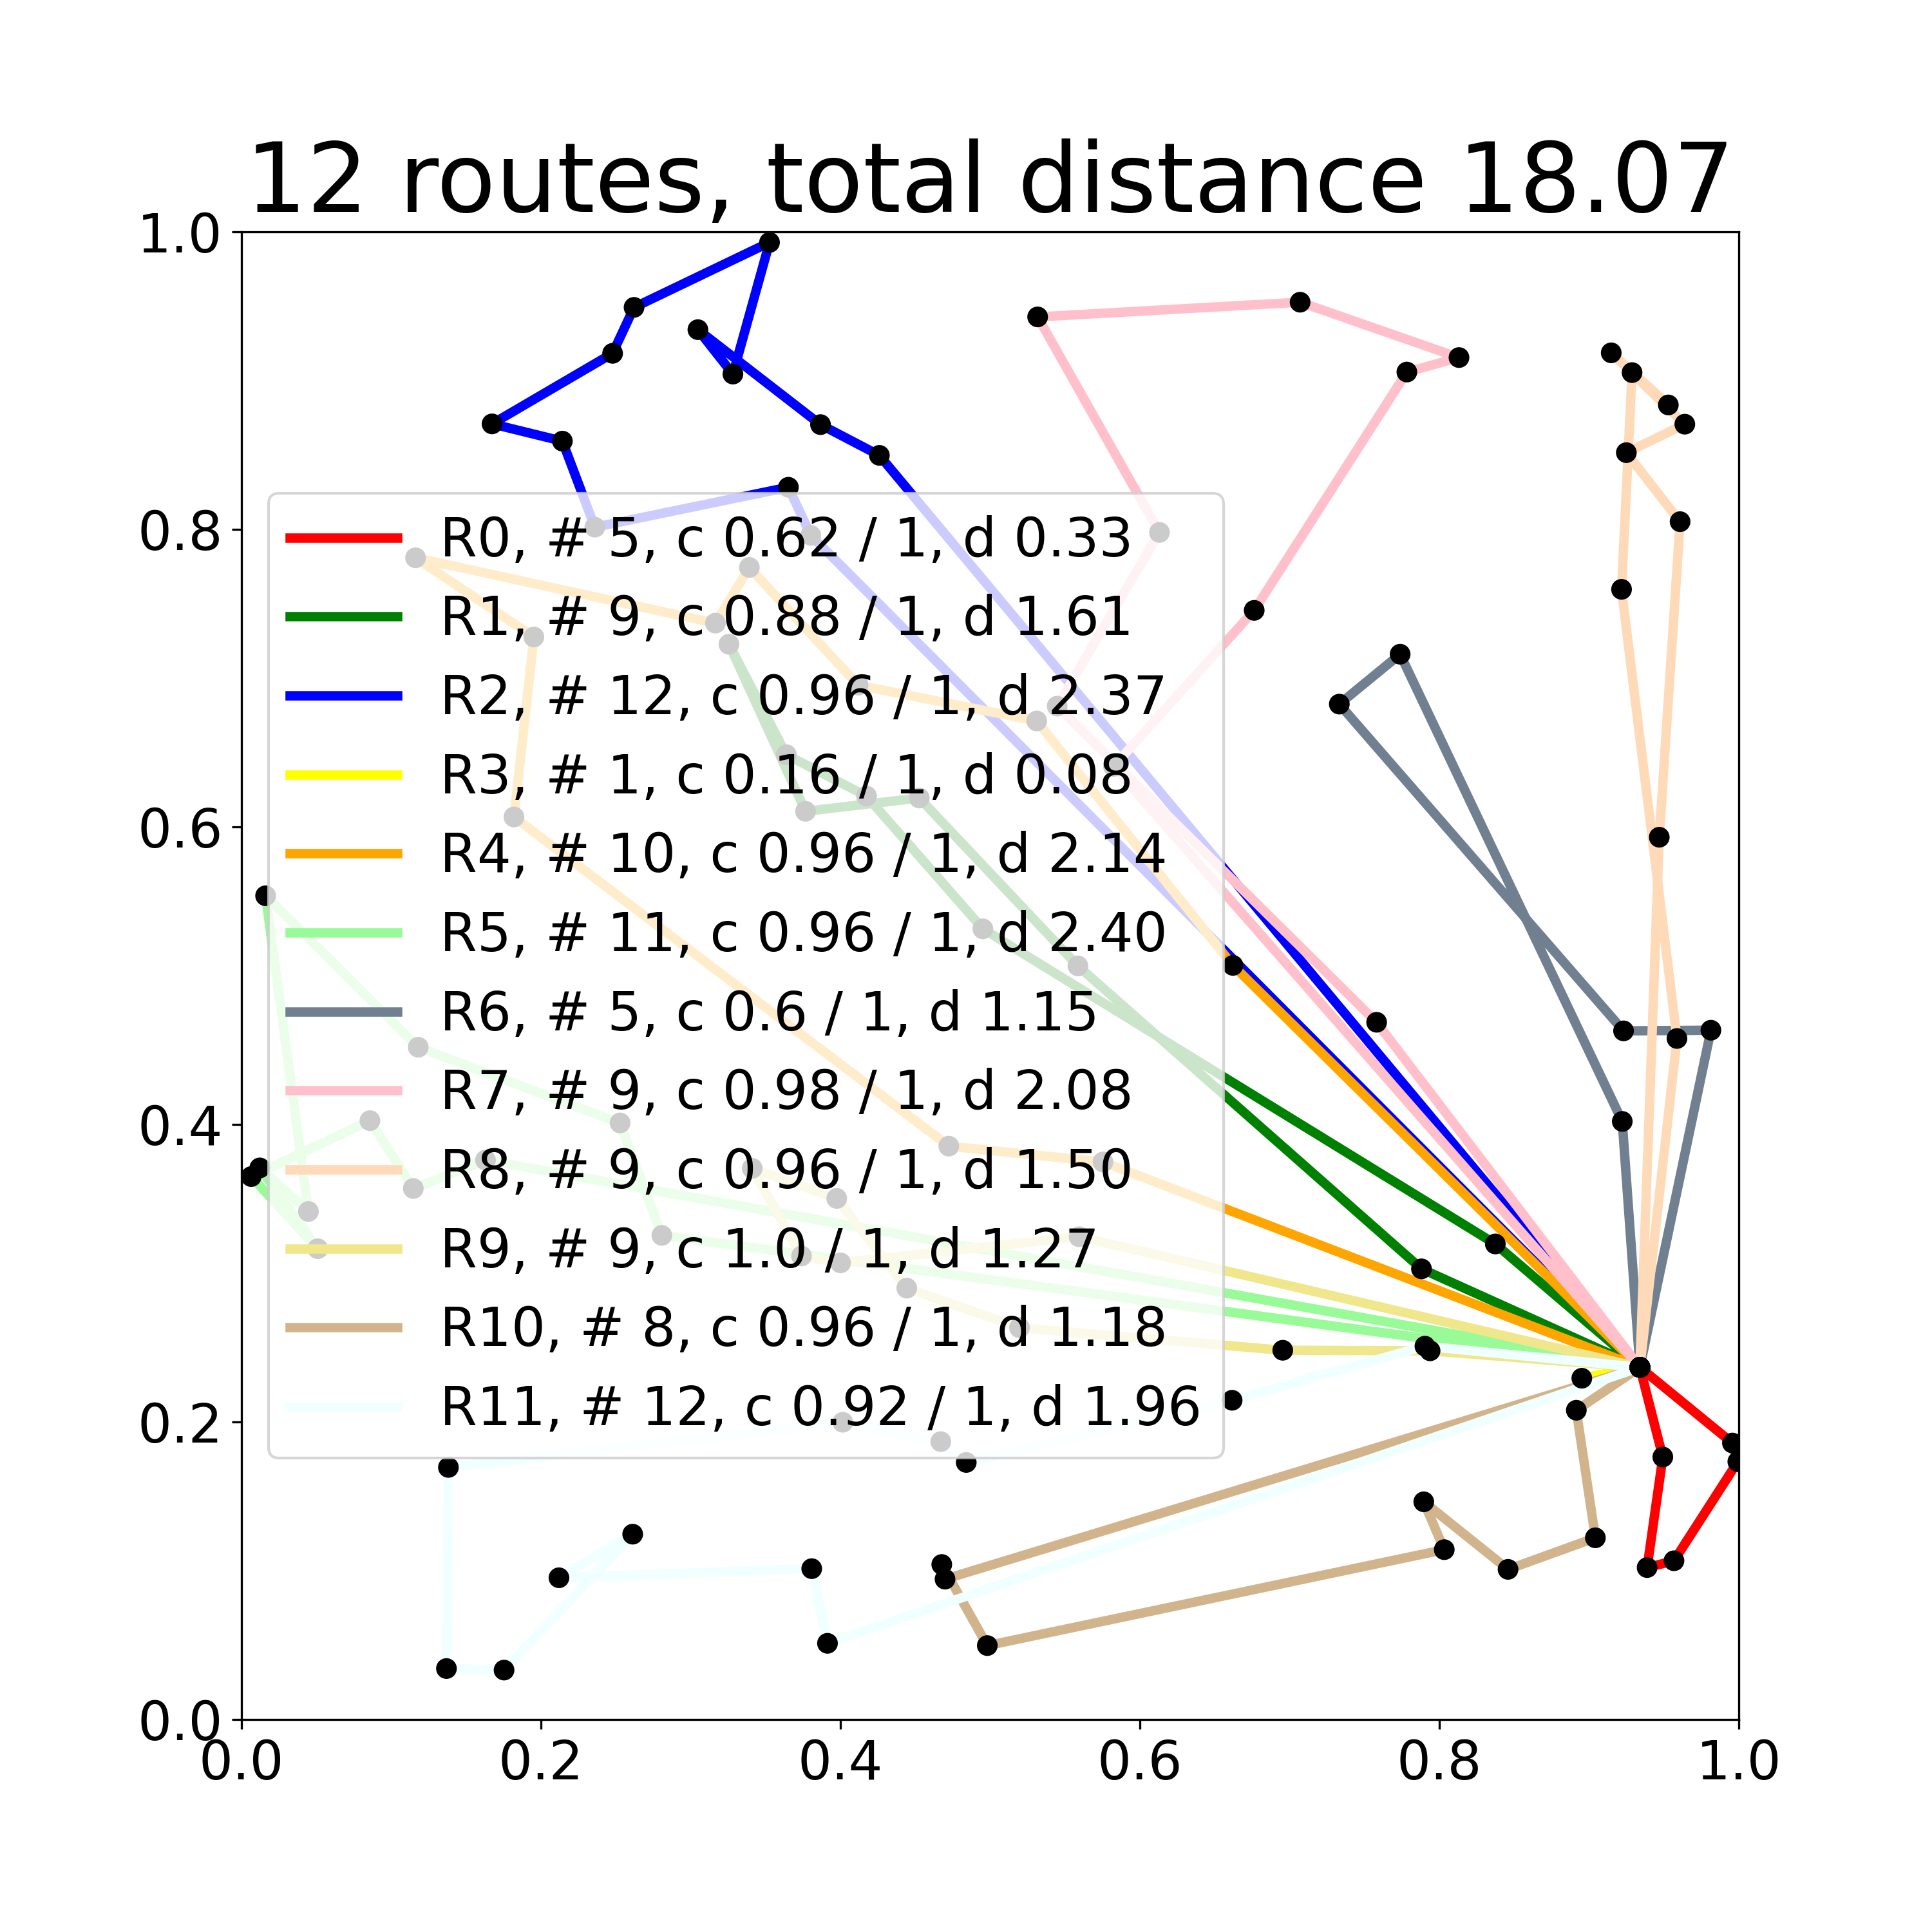 12 routes, total distance 18.07
1.0
0.8
0.6
0.4
0.2
0.0
R0, # 5, c 0.62 / 1, d 0.33
R1, # 9, c 0.88 / 1, d 1.61
R2, # 12, c 0.96 / 1, d 2.37
R3, # 1, c 0.16 / 1, d 0.08
R4, # 10, c 0.96 / 1, d 2.14
R5, # 11, c 0.96 / 1, d 2.40
R6, # 5, c 0.6 / 1, d 1.15
R7, # 9, c 0.98 / 1, d 2.08
R8, # 9, c 0.96 / 1, d 1.50
R9, # 9, c 1.0 / 1, d 1.27
R10, # 8, c 0.96 / 1, d 1.18
R11, # 12, c 0.92 / 1, d 1.96
0.0 0.2 0.4 0.6 0.8 1.0